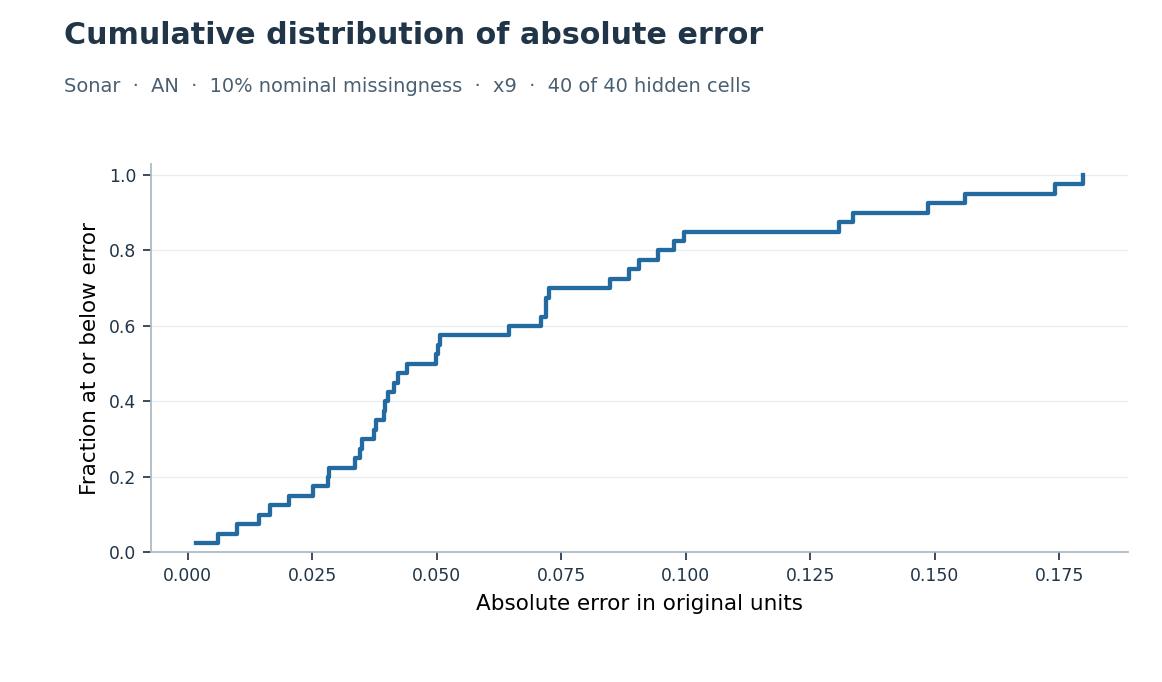 Cumulative distribution of absolute error
Sonar · AN · 10% nominal missingness · x9 · 40 of 40 hidden cells
Fraction at or below error
1.0
0.8
0.6
0.4
0.2
0.0
0.000 0.025 0.050 0.075 0.100 0.125 0.150 0.175
Absolute error in original units